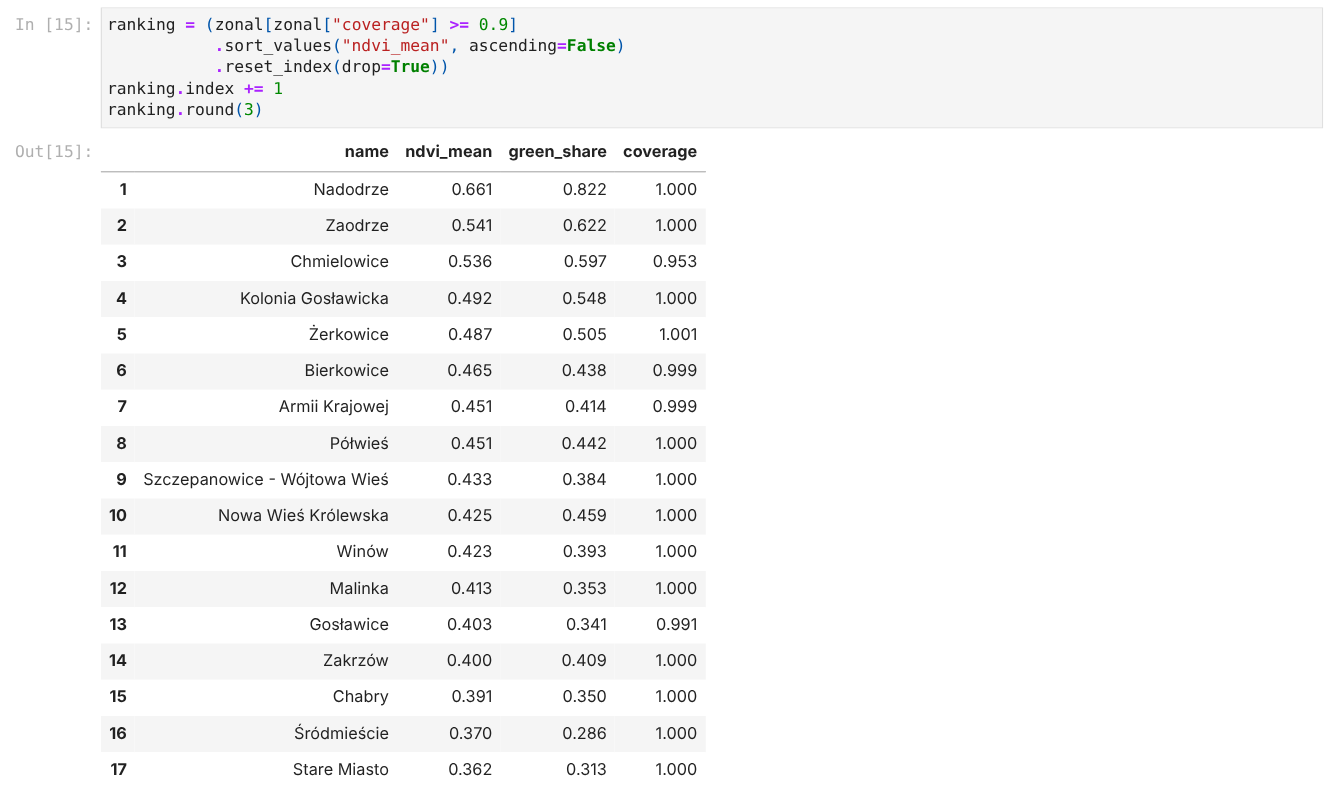 In [15]: ranking = (zonal[zonal["coverage"] >= 0.9]
.sort_values("ndvi_mean", ascending=False)
.reset_index(drop=True))
ranking.index += 1
ranking.round(3)
Out[15]:
name ndvi_mean green_share coverage
1 Nadodrze 0.661 0.822 1.000
2 Zaodrze 0.541 0.622 1.000
3 Chmielowice 0.536 0.597 0.953
4 Kolonia Gosławicka 0.492 0.548 1.000
5 Żerkowice 0.487 0.505 1.001
6 Bierkowice 0.465 0.438 0.999
7 Armii Krajowej 0.451 0.414 0.999
8 Półwieś 0.451 0.442 1.000
9 Szczepanowice - Wójtowa Wieś 0.433 0.384 1.000
10 Nowa Wieś Królewska 0.425 0.459 1.000
11 Winów 0.423 0.393 1.000
12 Malinka 0.413 0.353 1.000
13 Gosławice 0.403 0.341 0.991
14 Zakrzów 0.400 0.409 1.000
15 Chabry 0.391 0.350 1.000
16 Śródmieście 0.370 0.286 1.000
17 Stare Miasto 0.362 0.313 1.000